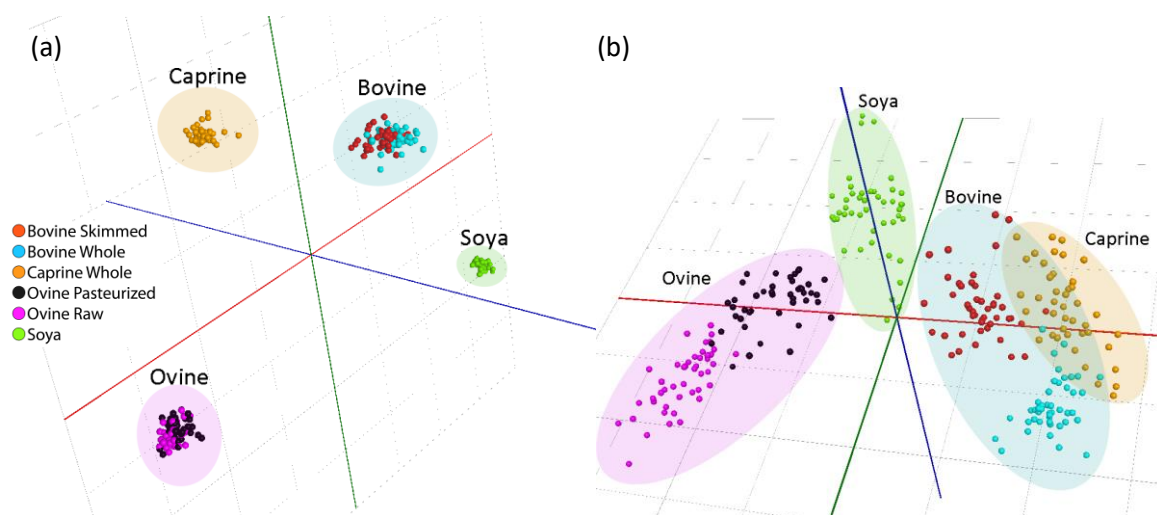 (a)
Caprine
Bovine
Soya
Bovine Skimmed
Bovine Whole
Caprine Whole
Ovine Pasteurized
Ovine Raw
Soya
Ovine
(b)
Soya
Bovine
Caprine
Ovine